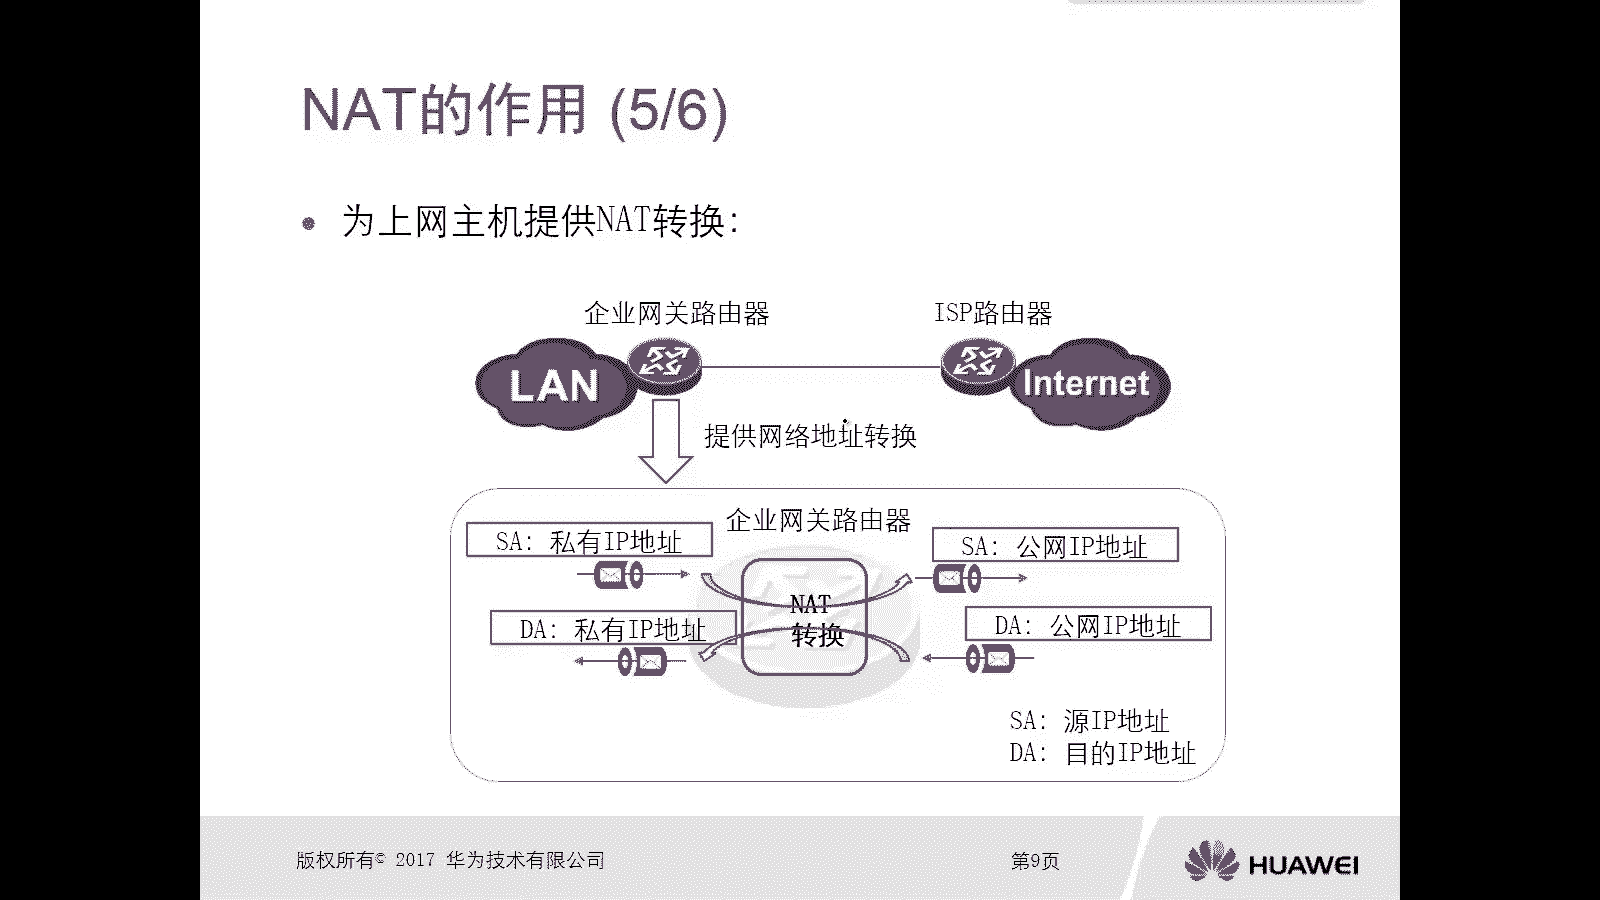 NAT的作用 (5/6)
为上网主机提供NAT转换：
企业网关路由器
ISP路由器
LAN
Internet
提供网络地址转换
企业网关路由器
SA: 私有IP地址
SA: 公网IP地址
NAT
转换
DA: 私有IP地址
DA: 公网IP地址
SA: 源IP地址
DA: 目的IP地址
版权所有© 2017 华为技术有限公司
第9页
HUAWEI